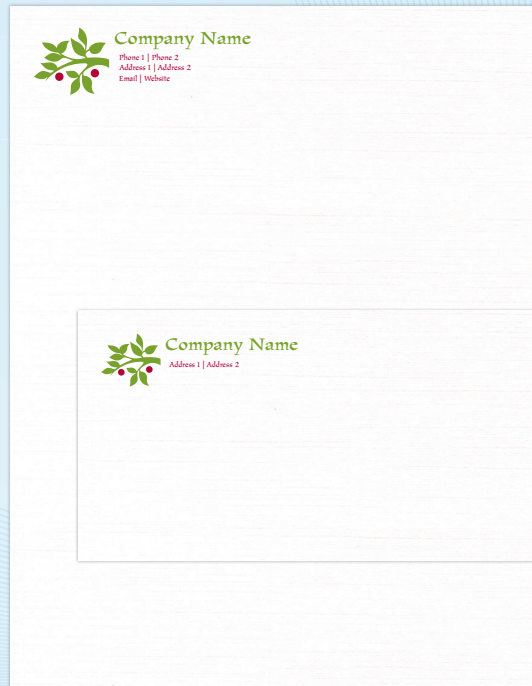 Company Name
Phone 1 | Phone 2
Address 1 | Address 2
Email | Website
Company Name
Address 1 | Address 2